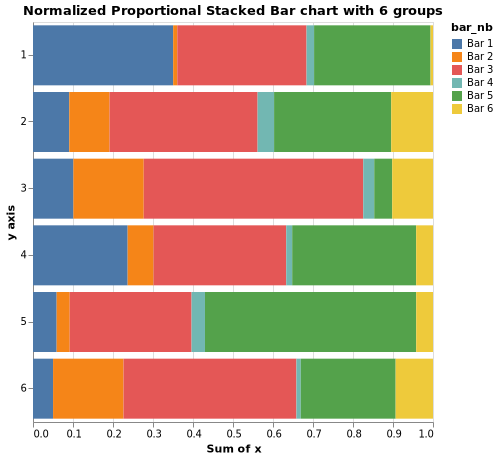 Normalized Proportional Stacked Bar chart with 6 groups
bar_nb
Bar 1
Bar 2
Bar 3
Bar 4
Bar 5
Bar 6
y axis
1
2
3
4
5
6
0.0 0.1 0.2 0.3 0.4 0.5 0.6 0.7 0.8 0.9 1.0
Sum of x